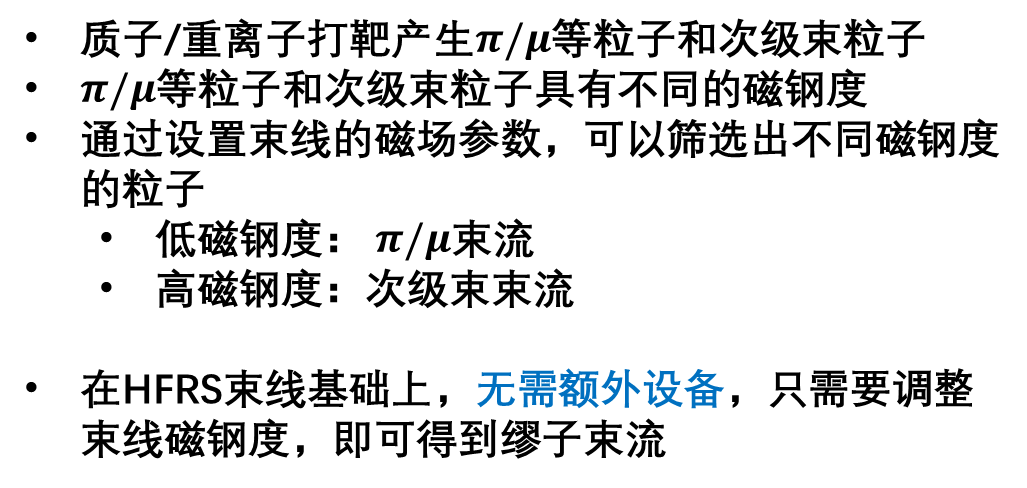 • 质子/重离子打靶产生π/μ等粒子和次级束粒子
• π/μ等粒子和次级束粒子具有不同的磁钢度
• 通过设置束线的磁场参数，可以筛选出不同磁钢度
的粒子
• 低磁钢度： π/μ束流
• 高磁钢度：次级束束流
• 在HFRS束线基础上，无需额外设备，只需要调整
束线磁钢度，即可得到缪子束流